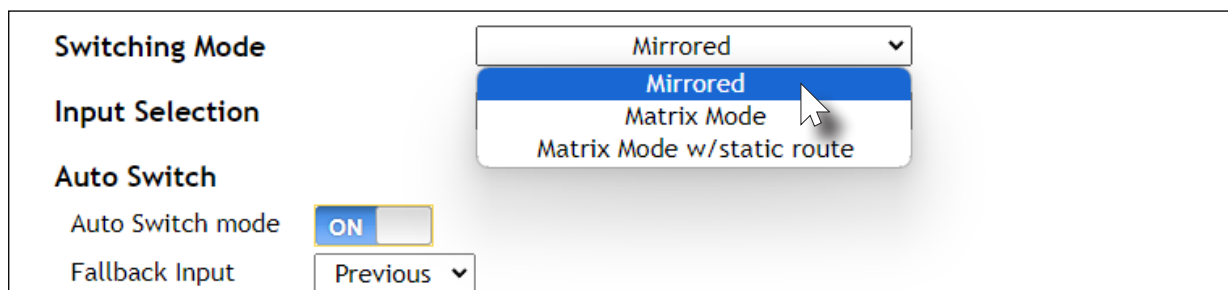 Switching Mode Mirrored
Mirrored
Input Selection
Matrix Mode
Matrix Mode w/static route
Auto Switch
Auto Switch mode ON
Fallback Input Previous